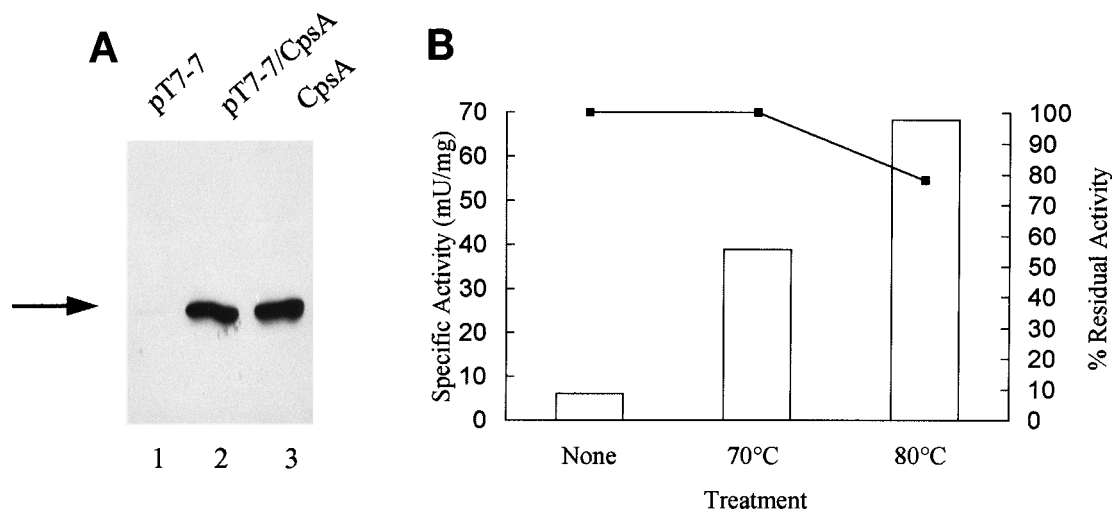 A
pT7-7
pT7-7/CpsA
CpsA
1 2 3
B
Specific Activity (mU/mg)
70
60
50
40
30
20
10
0
100
90
80
70
60
50
40
30
20
10
0
% Residual Activity
None 70°C 80°C
Treatment